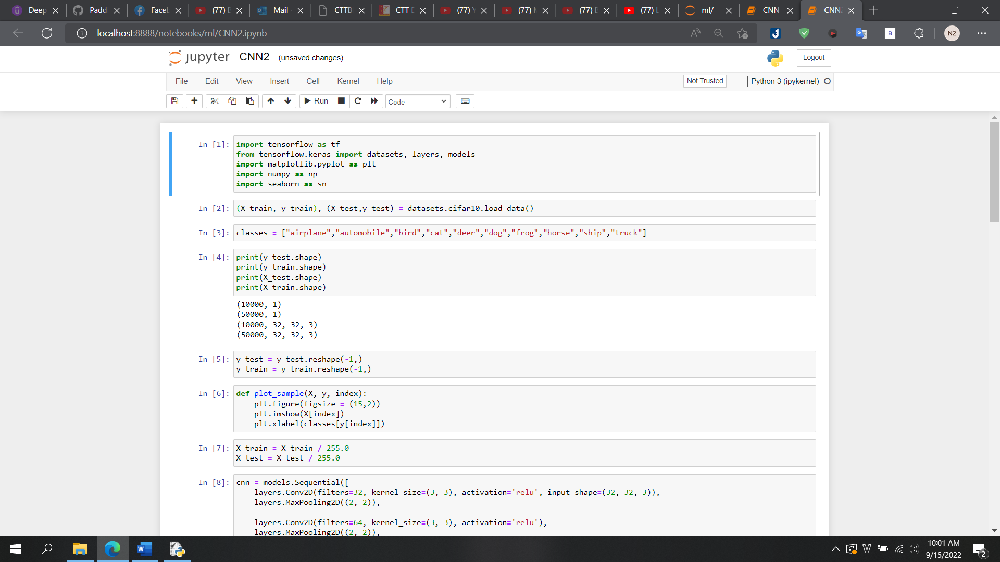 Deep
Paddl
Faceb
(77) E
Mail
CTTB
CTT Đ
(77) Y
(77) M
(77) E
(77) L
ml/
CNN
CNN2
localhost:8888/notebooks/ml/CNN2.ipynb
N2
jupyter CNN2 (unsaved changes)
Logout
File Edit View Insert Cell Kernel Help
Not Trusted
Python 3 (ipykernel)
Run
Code
In [1]:
import tensorflow as tf
from tensorflow.keras import datasets, layers, models
import matplotlib.pyplot as plt
import numpy as np
import seaborn as sn
In [2]:
(X_train, y_train), (X_test,y_test) = datasets.cifar10.load_data()
In [3]:
classes = ["airplane","automobile","bird","cat","deer","dog","frog","horse","ship","truck"]
In [4]:
print(y_test.shape)
print(y_train.shape)
print(X_test.shape)
print(X_train.shape)
(10000, 1)
(50000, 1)
(10000, 32, 32, 3)
(50000, 32, 32, 3)
In [5]:
y_test = y_test.reshape(-1,)
y_train = y_train.reshape(-1,)
In [6]:
def plot_sample(X, y, index):
    plt.figure(figsize = (15,2))
    plt.imshow(X[index])
    plt.xlabel(classes[y[index]])
In [7]:
X_train = X_train / 255.0
X_test = X_test / 255.0
In [8]:
cnn = models.Sequential([
    layers.Conv2D(filters=32, kernel_size=(3, 3), activation='relu', input_shape=(32, 32, 3)),
    layers.MaxPooling2D((2, 2)),
    layers.Conv2D(filters=64, kernel_size=(3, 3), activation='relu'),
    layers.MaxPooling2D((2, 2)),
10:01 AM
9/15/2022
2